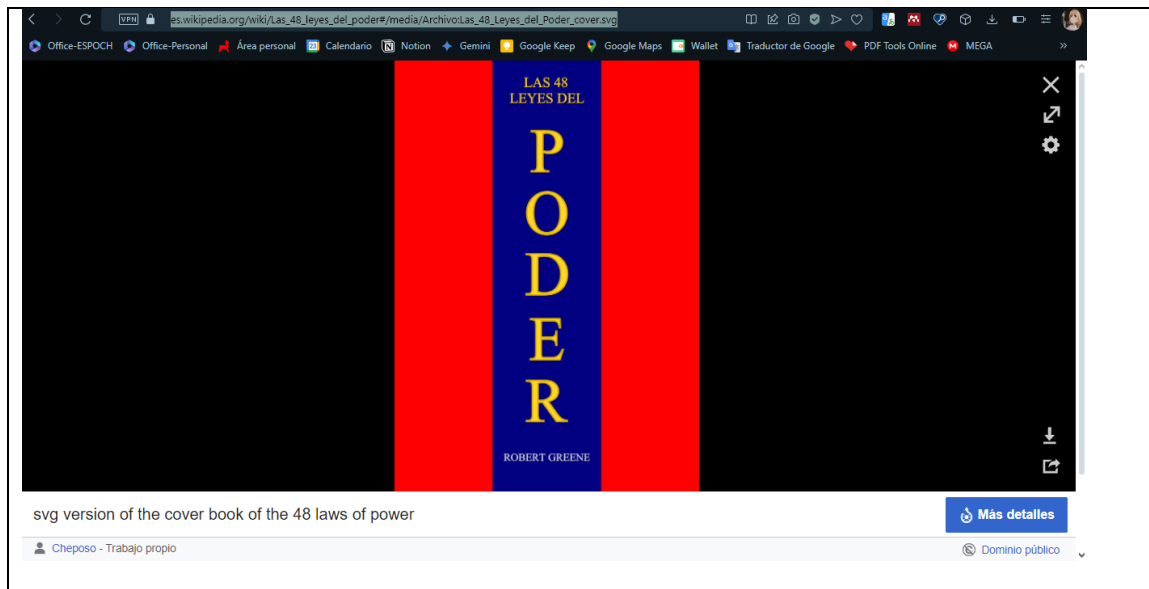 VPN es.wikipedia.org/wiki/Las_48_leyes_del_poder#/media/Archivo:Las_48_Leyes_del_Poder_cover.svg
Office-ESPOCH Office-Personal Área personal Calendario Notion Gemini Google Keep Google Maps Wallet Traductor de Google PDF Tools Online MEGA »
LAS 48
LEYES DEL
P
O
D
E
R
ROBERT GREENE
svg version of the cover book of the 48 laws of power
Más detalles
Cheposo - Trabajo propio
Dominio público